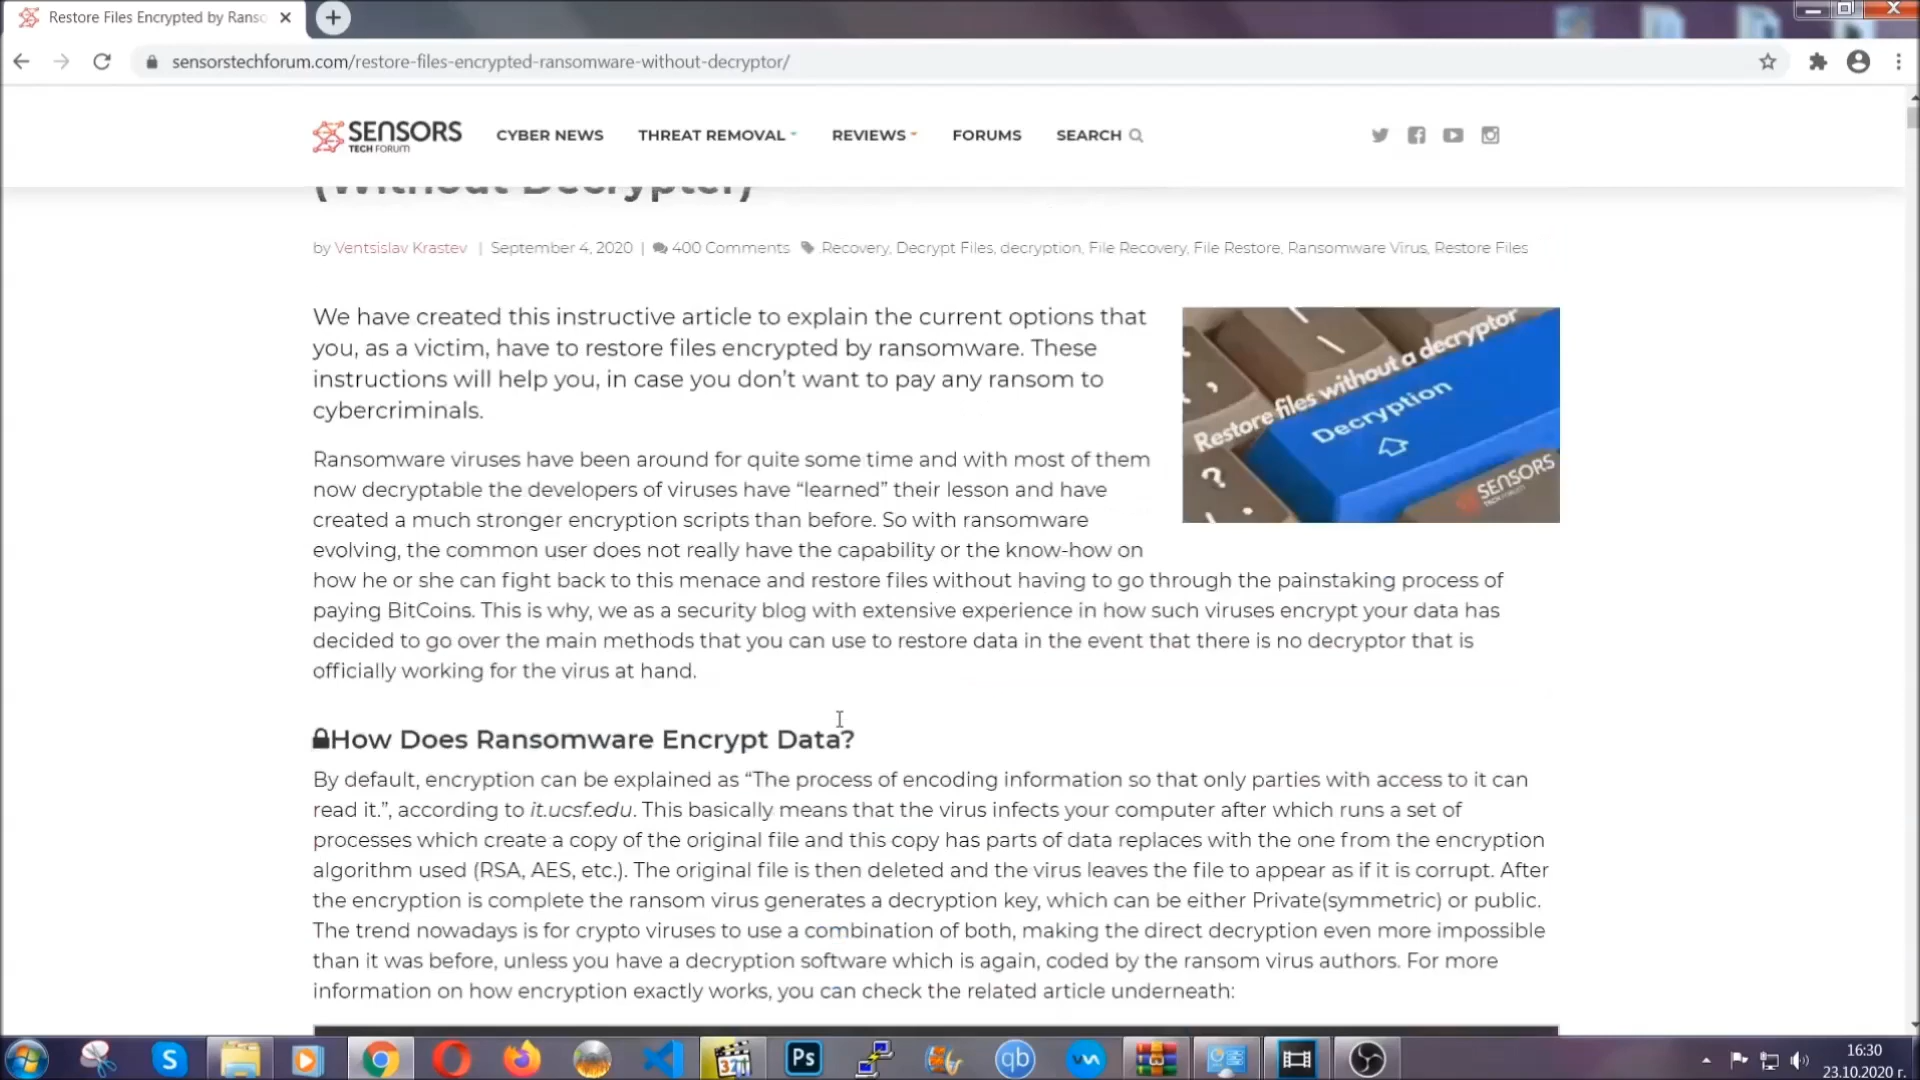 Restore Files Encrypted by Ranso
sensorstechforum.com/restore-files-encrypted-ransomware-without-decryptor/
SENSORS
TECH FORUM
CYBER NEWS
THREAT REMOVAL
REVIEWS
FORUMS
SEARCH
(Without Decrypter)
by Ventsislav Krastev | September 4, 2020 | 400 Comments Recovery, Decrypt Files, decryption, File Recovery, File Restore, Ransomware Virus, Restore Files
We have created this instructive article to explain the current options that
you, as a victim, have to restore files encrypted by ransomware. These
instructions will help you, in case you don't want to pay any ransom to
cybercriminals.
Restore files without a decryptor
Decryption
SENSORS
Ransomware viruses have been around for quite some time and with most of them
now decryptable the developers of viruses have “learned” their lesson and have
created a much stronger encryption scripts than before. So with ransomware
evolving, the common user does not really have the capability or the know-how on
how he or she can fight back to this menace and restore files without having to go through the painstaking process of
paying BitCoins. This is why, we as a security blog with extensive experience in how such viruses encrypt your data has
decided to go over the main methods that you can use to restore data in the event that there is no decryptor that is
officially working for the virus at hand.
How Does Ransomware Encrypt Data?
By default, encryption can be explained as “The process of encoding information so that only parties with access to it can
read it.”, according to it.ucsf.edu. This basically means that the virus infects your computer after which runs a set of
processes which create a copy of the original file and this copy has parts of data replaces with the one from the encryption
algorithm used (RSA, AES, etc.). The original file is then deleted and the virus leaves the file to appear as if it is corrupt. After
the encryption is complete the ransom virus generates a decryption key, which can be either Private(symmetric) or public.
The trend nowadays is for crypto viruses to use a combination of both, making the direct decryption even more impossible
than it was before, unless you have a decryption software which is again, coded by the ransom virus authors. For more
information on how encryption exactly works, you can check the related article underneath:
Ps
qb
16:30
23.10.2020 г.